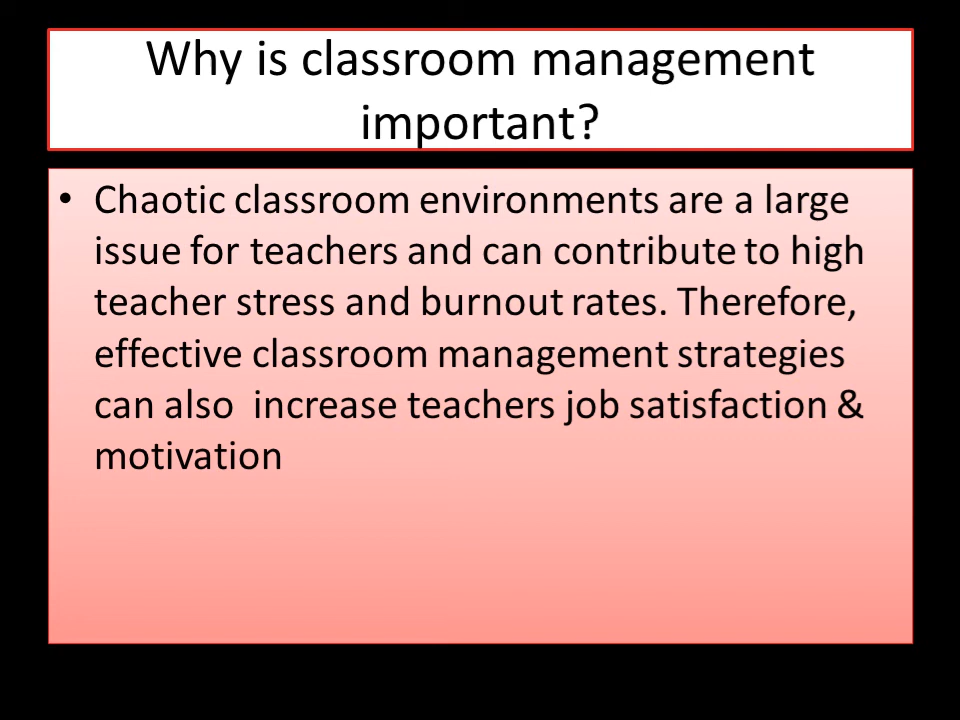 Why is classroom management
important?
• Chaotic classroom environments are a large
issue for teachers and can contribute to high
teacher stress and burnout rates. Therefore,
effective classroom management strategies
can also  increase teachers job satisfaction &
motivation